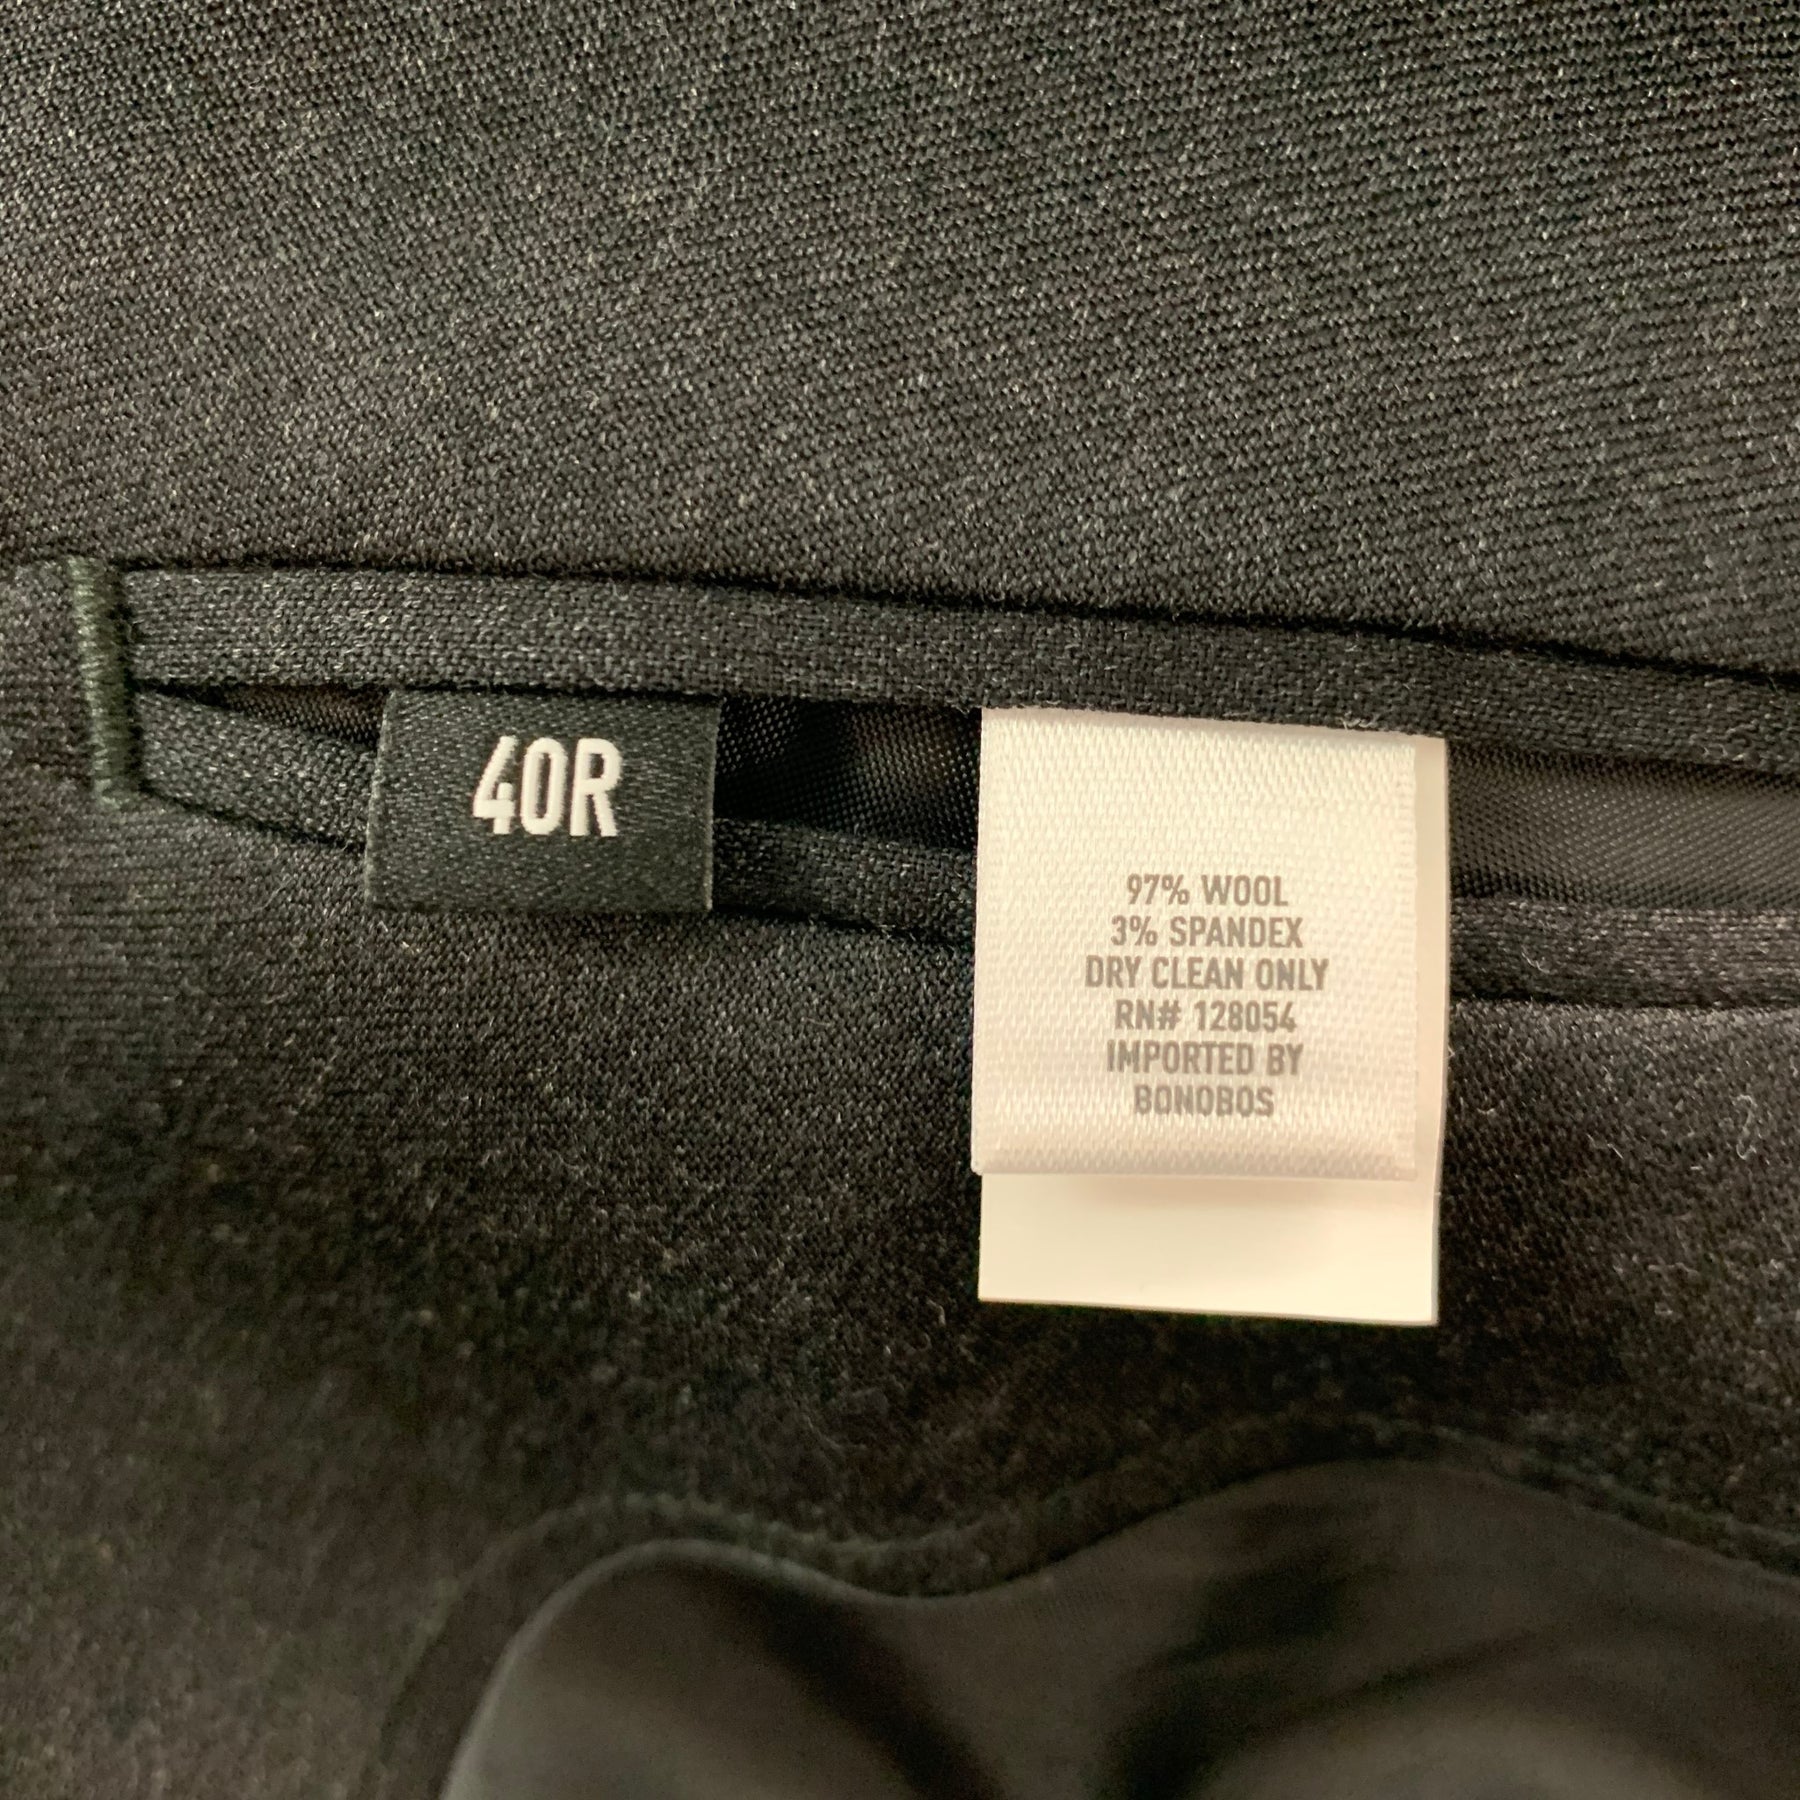 40R
97% WOOL
3% SPANDEX
DRY CLEAN ONLY
RN# 128054
IMPORTED BY
BONOBOS